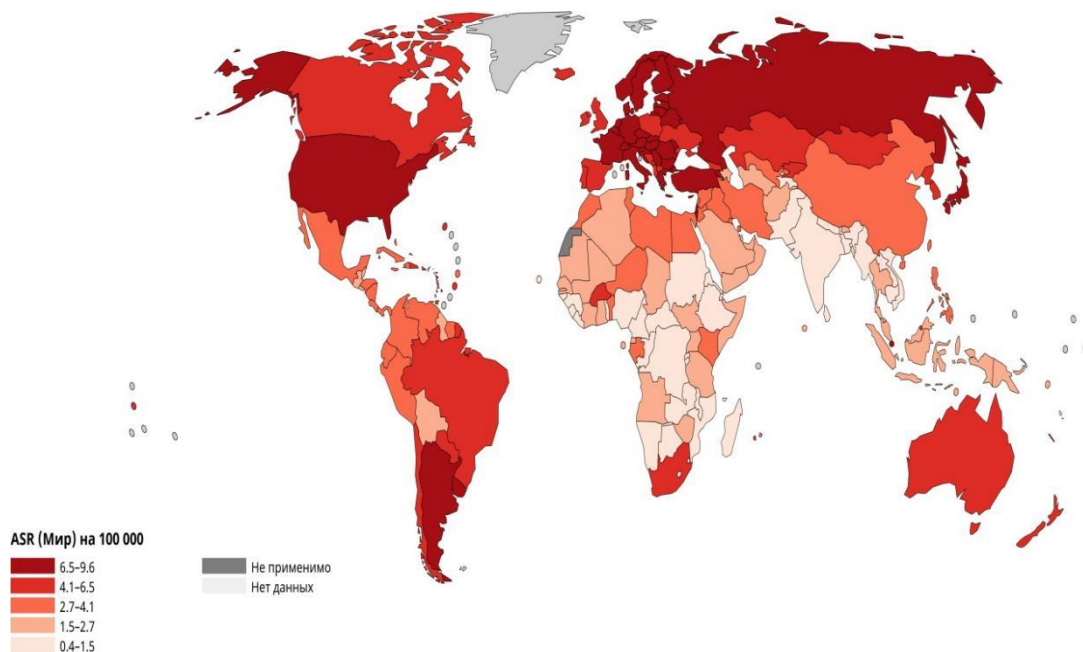 ASR (Мир) на 100 000
6.5–9.6
4.1–6.5
2.7–4.1
1.5–2.7
0.4–1.5
Не применимо
Нет данных